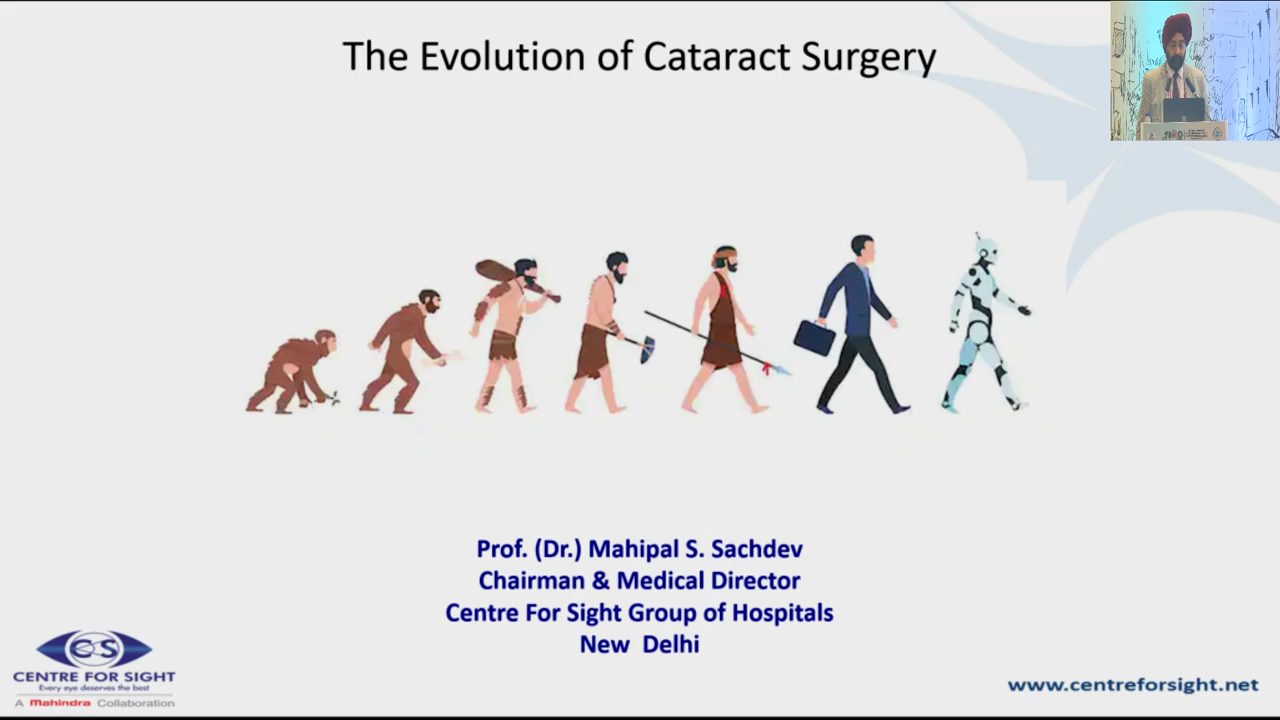 The Evolution of Cataract Surgery
Prof. (Dr.) Mahipal S. Sachdev
Chairman & Medical Director
Centre For Sight Group of Hospitals
New Delhi
CS
CENTRE FOR SIGHT
Every eye deserves the best
A Mahindra Collaboration
www.centreforsight.net